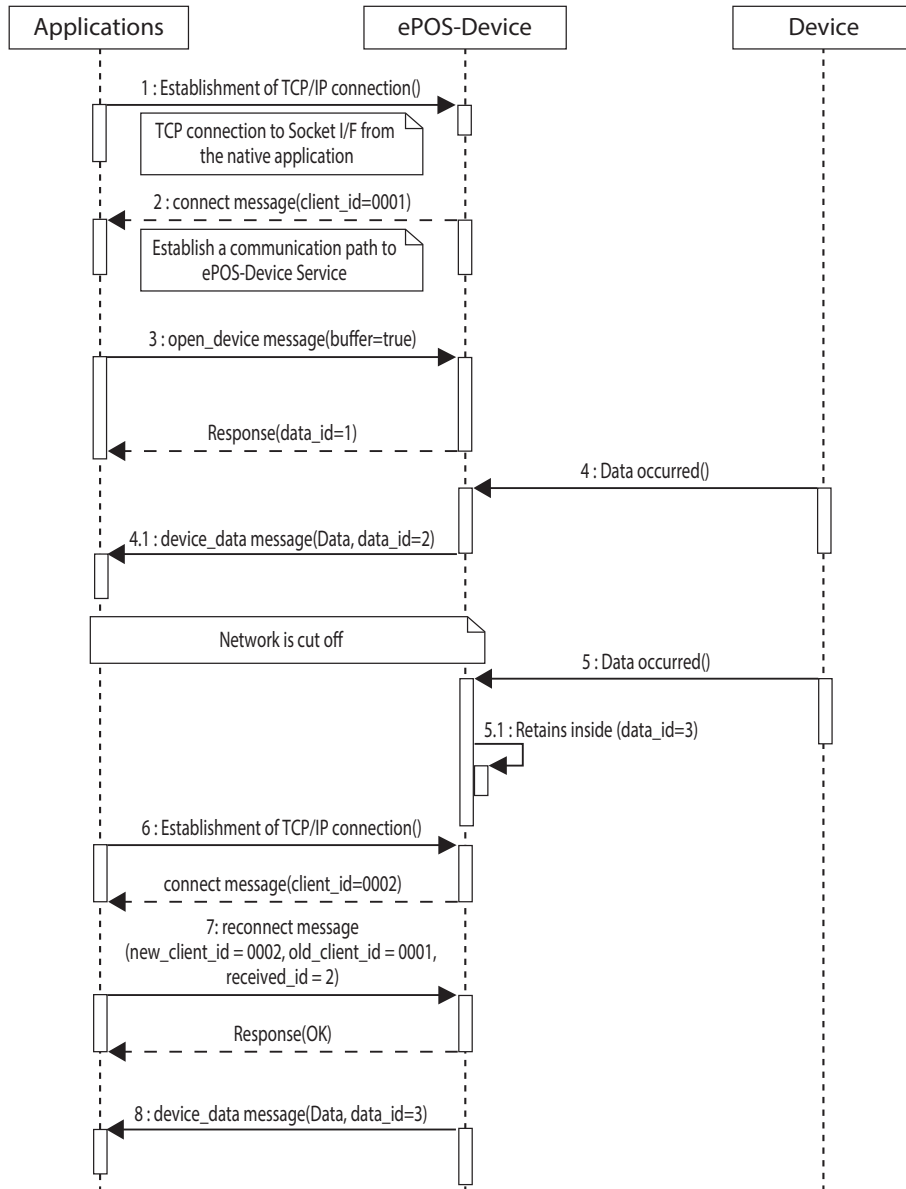 Applications
ePOS-Device
Device
1 : Establishment of TCP/IP connection()
TCP connection to Socket I/F from
the native application
2 : connect message(client_id=0001)
Establish a communication path to
ePOS-Device Service
3 : open_device message(buffer=true)
Response(data_id=1)
4 : Data occurred()
4.1 : device_data message(Data, data_id=2)
Network is cut off
5 : Data occurred()
5.1 : Retains inside (data_id=3)
6 : Establishment of TCP/IP connection()
connect message(client_id=0002)
7: reconnect message
(new_client_id = 0002, old_client_id = 0001,
received_id = 2)
Response(OK)
8 : device_data message(Data, data_id=3)